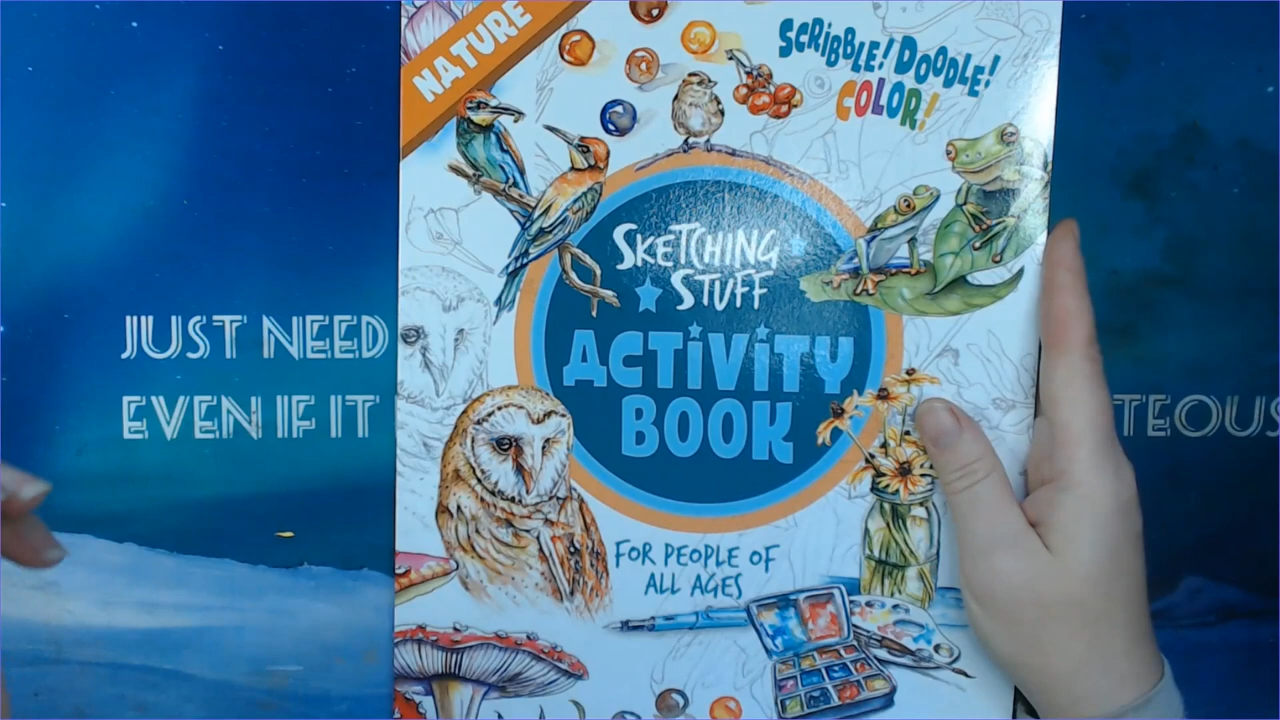 NATURE
SCRIBBLE! DOODLE!
COLOR!
SKETCHING
STUFF
ACTIVITY
BOOK
FOR PEOPLE OF
ALL AGES
JUST NEED
EVEN IF IT
TEOUS